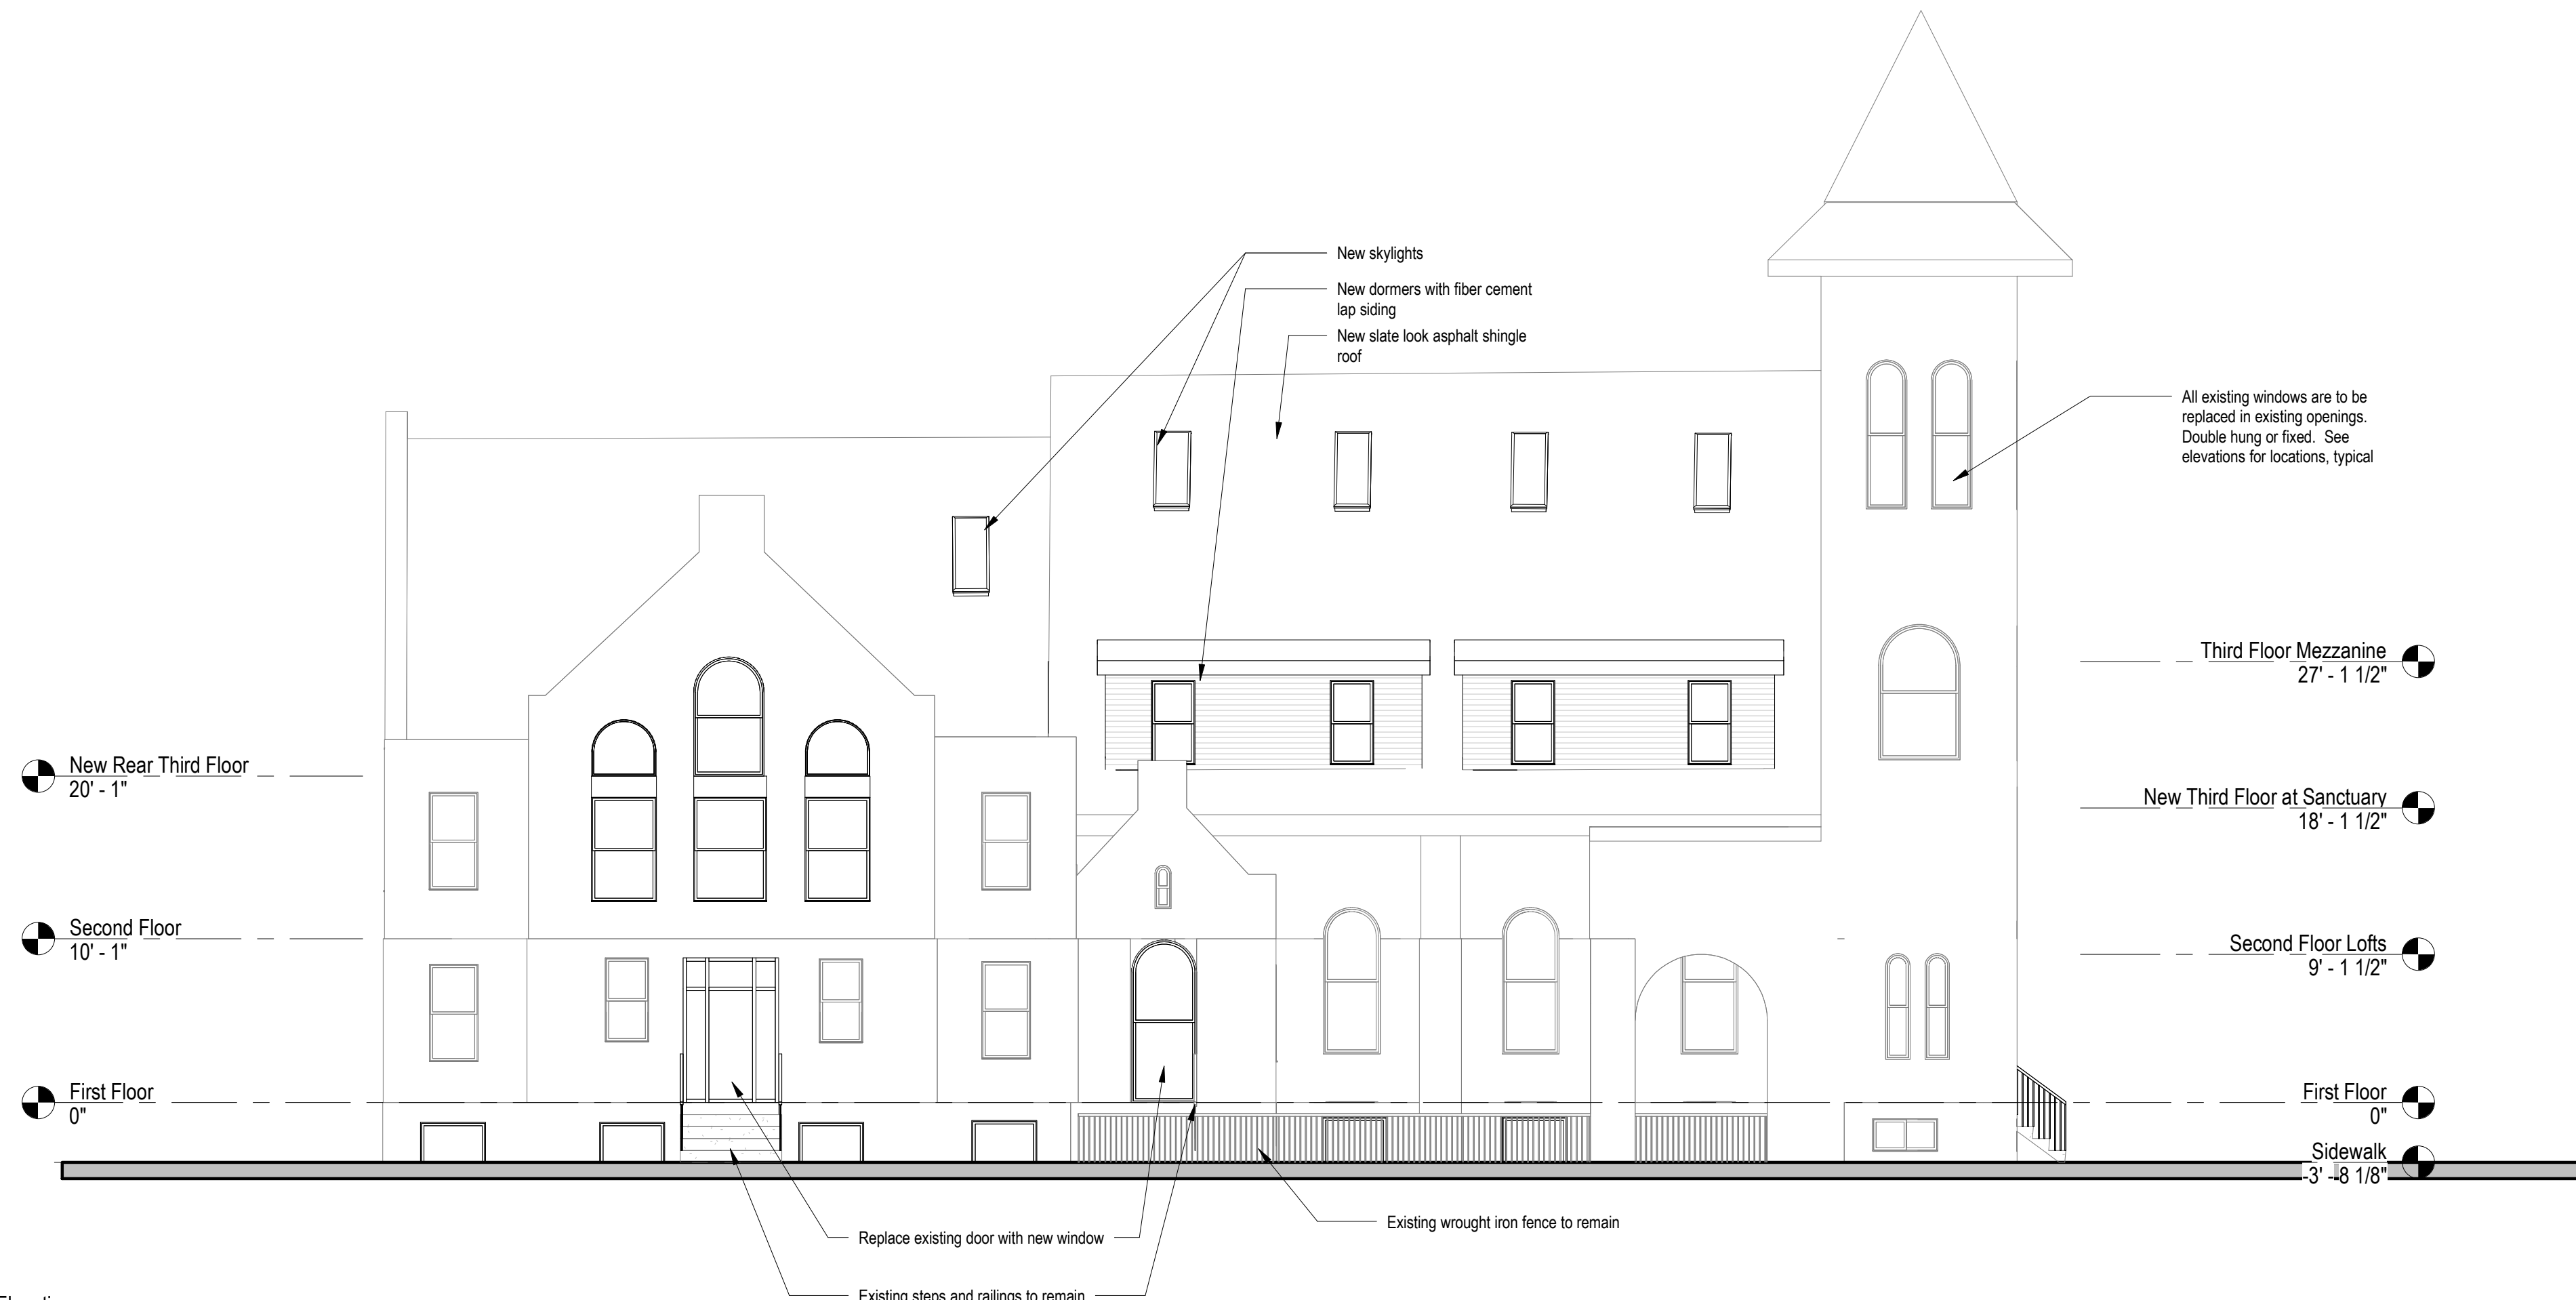 New skylights
New dormers with fiber cement
lap siding
New slate look asphalt shingle
roof
All existing windows are to be
replaced in existing openings.
Double hung or fixed.  See
elevations for locations, typical
Third Floor Mezzanine
27' - 1 1/2"
New Rear Third Floor
20' - 1"
New Third Floor at Sanctuary
18' - 1 1/2"
Second Floor
10' - 1"
Second Floor Lofts
9' - 1 1/2"
First Floor
0"
First Floor
0"
Sidewalk
-3' - 8 1/8"
Existing wrought iron fence to remain
Replace existing door with new window
Existing steps and railings to remain